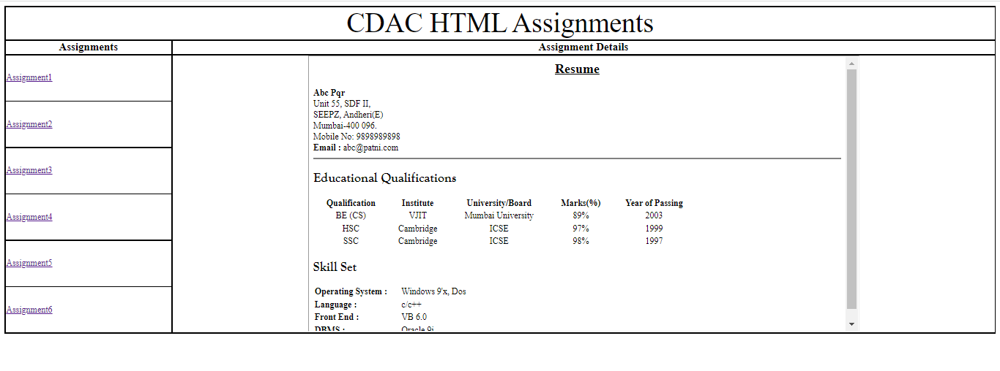 CDAC HTML Assignments
Assignments Assignment Details
Assignment1
Assignment2
Assignment3
Assignment4
Assignment5
Assignment6
Resume
Abc Pqr
Unit 55, SDF II,
SEEPZ, Andheri(E)
Mumbai-400 096.
Mobile No: 9898989898
Email : abc@patni.com
Educational Qualifications
Qualification Institute University/Board Marks(%) Year of Passing
BE (CS) VJIT Mumbai University 89% 2003
HSC Cambridge ICSE 97% 1999
SSC Cambridge ICSE 98% 1997
Skill Set
Operating System : Windows 9'x, Dos
Language : c/c++
Front End : VB 6.0
DBMS : Oracle 9i